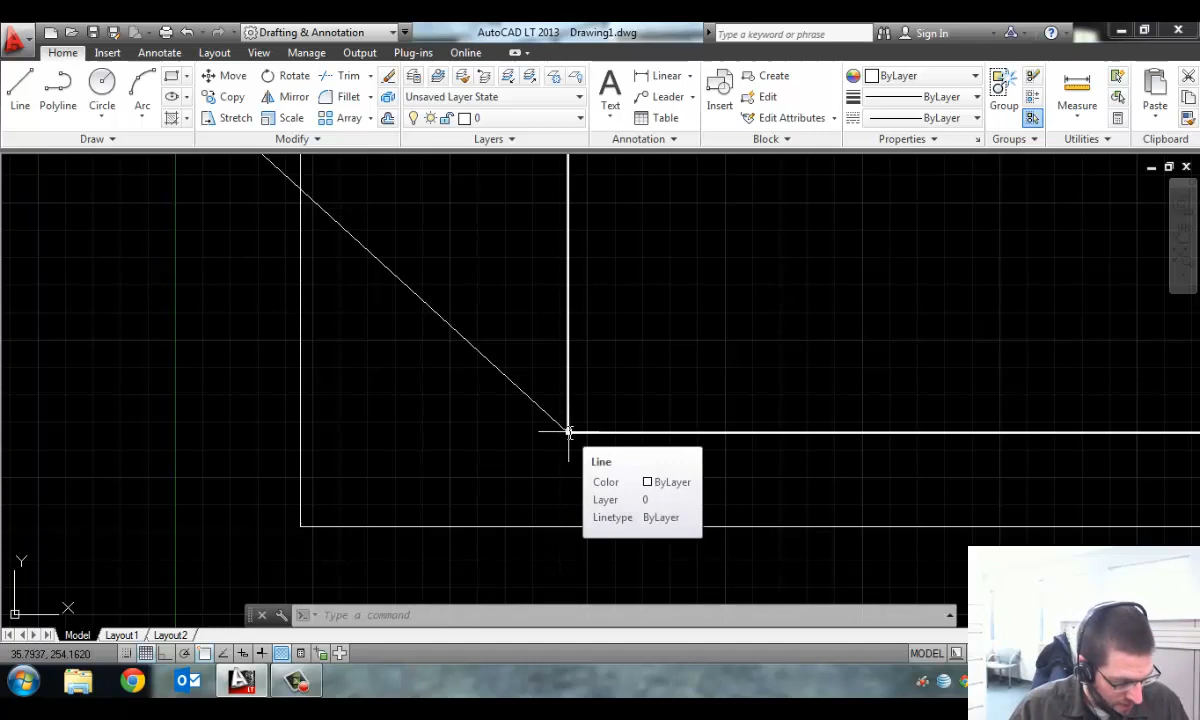 Drafting & Annotation
AutoCAD LT 2013 Drawing1.dwg
Type a keyword or phrase
Sign In
Home Insert Annotate Layout View Manage Output Plug-ins Online
Line Polyline Circle Arc
Move Rotate Trim
Copy Mirror Fillet
Stretch Scale Array
Unsaved Layer State
0
Text
Linear
Leader
Table
Insert
Create
Edit
Edit Attributes
ByLayer
ByLayer
ByLayer
Group
Measure
Paste
Draw Modify Layers Annotation Block Properties Groups Utilities Clipboard
Line
Color ByLayer
Layer 0
Linetype ByLayer
Y
X
Type a command
Model Layout1 Layout2
35.7937, 254.1620
MODEL
LT